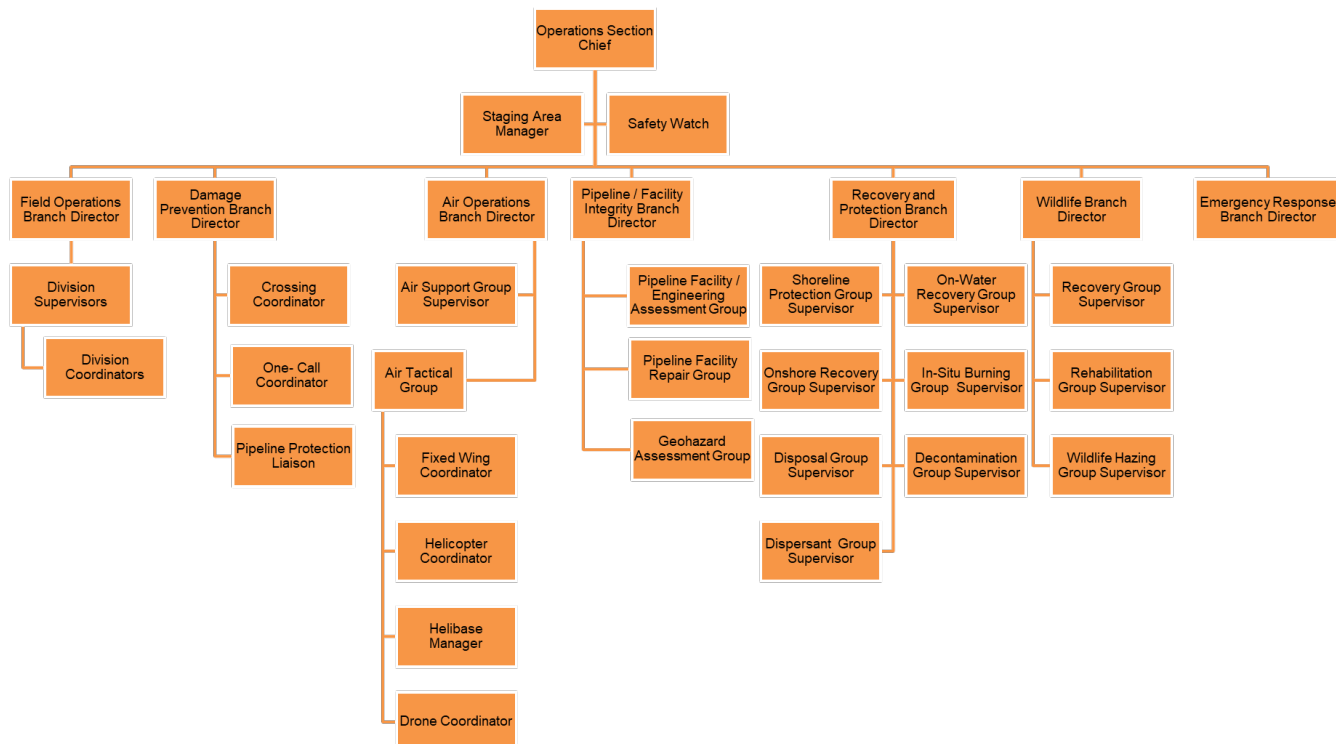 Operations Section
Chief
Staging Area
Manager
Safety Watch
Field Operations
Branch Director
Damage
Prevention Branch
Director
Air Operations
Branch Director
Pipeline / Facility
Integrity Branch
Director
Recovery and
Protection Branch
Director
Wildlife Branch
Director
Emergency Response
Branch Director
Division
Supervisors
Division
Coordinators
Crossing
Coordinator
One- Call
Coordinator
Pipeline Protection
Liaison
Air Support Group
Supervisor
Air Tactical
Group
Fixed Wing
Coordinator
Helicopter
Coordinator
Helibase
Manager
Drone Coordinator
Pipeline Facility /
Engineering
Assessment Group
Pipeline Facility
Repair Group
Geohazard
Assessment Group
Shoreline
Protection Group
Supervisor
On-Water
Recovery Group
Supervisor
Onshore Recovery
Group Supervisor
In-Situ Burning
Group Supervisor
Disposal Group
Supervisor
Decontamination
Group Supervisor
Dispersant Group
Supervisor
Recovery Group
Supervisor
Rehabilitation
Group Supervisor
Wildlife Hazing
Group Supervisor